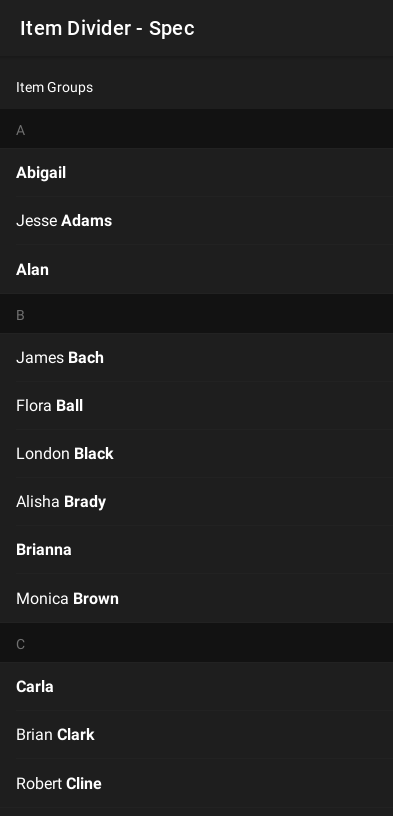 Item Divider - Spec
Item Groups
A
Abigail
Jesse Adams
Alan
B
James Bach
Flora Ball
London Black
Alisha Brady
Brianna
Monica Brown
C
Carla
Brian Clark
Robert Cline